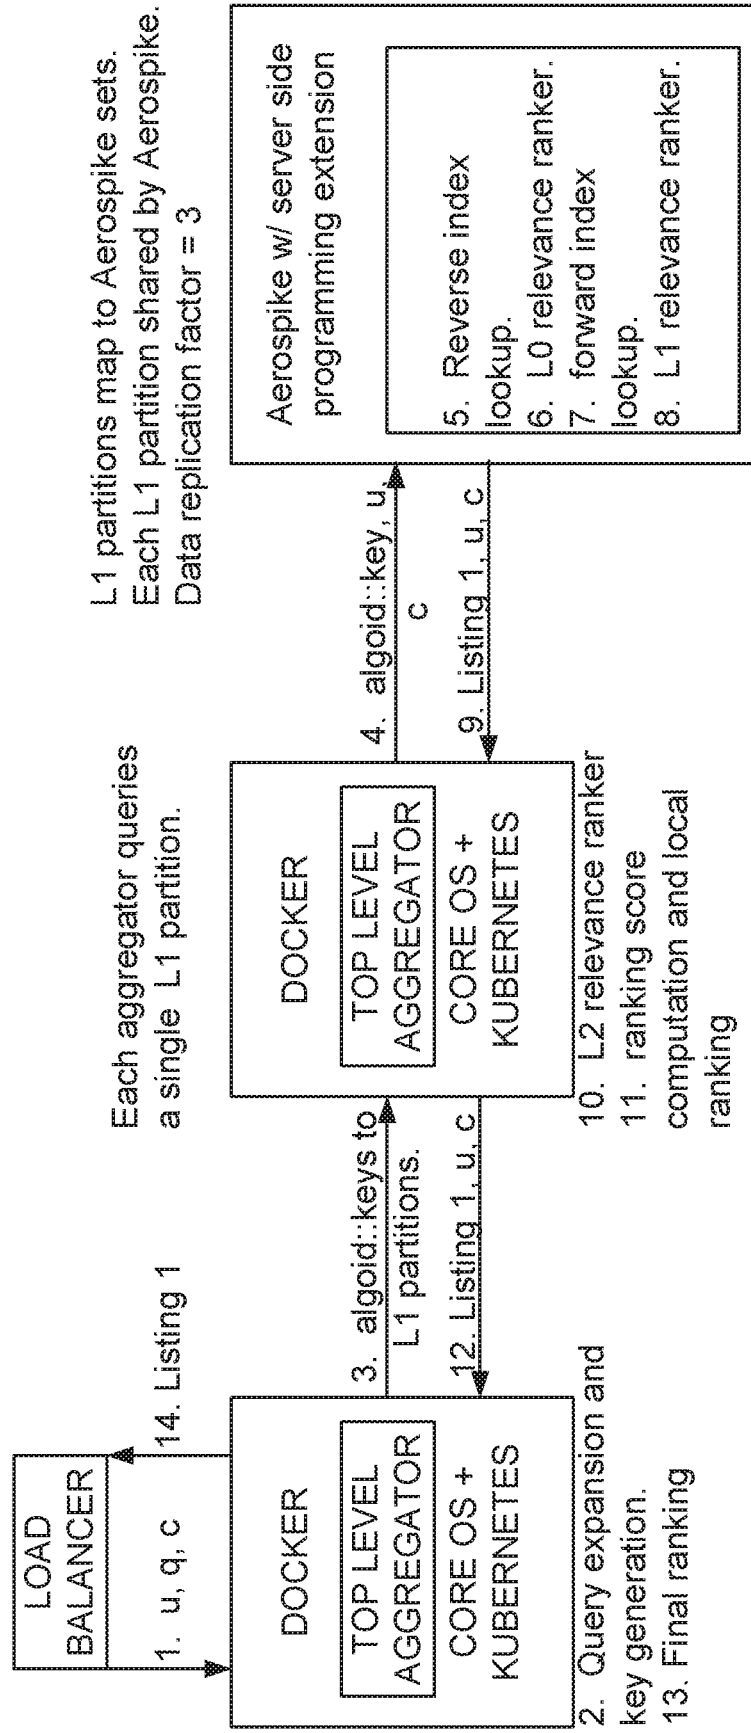 LOAD
BALANCER
1. u, q, c
14. Listing 1
DOCKER
TOP LEVEL
AGGREGATOR
CORE OS +
KUBERNETES
2. Query expansion and
key generation.
13. Final ranking
3. algoid::keys to
L1 partitions.
12. Listing 1, u, c
Each aggregator queries
a single L1 partition.
DOCKER
TOP LEVEL
AGGREGATOR
CORE OS +
KUBERNETES
10. L2 relevance ranker
11. ranking score
computation and local
ranking
4. algoid::key, u,
c
9. Listing 1, u, c
L1 partitions map to Aerospike sets.
Each L1 partition shared by Aerospike.
Data replication factor = 3
Aerospike w/ server side
programming extension
5. Reverse index
lookup.
6. L0 relevance ranker.
7. forward index
lookup.
8. L1 relevance ranker.